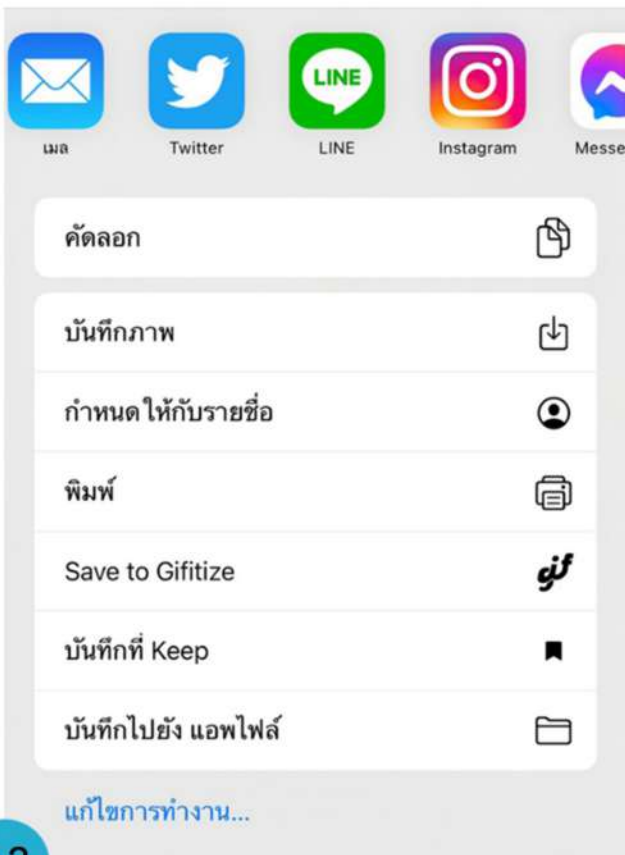 LINE
เมล
Twitter
LINE
Instagram
Messe
คัดลอก
บันทึกภาพ
กำหนดให้กับรายชื่อ
พิมพ์
Save to Gifitize
gif
บันทึกที่ Keep
บันทึกไปยัง แอพไฟล์
แก้ไขการทำงาน...